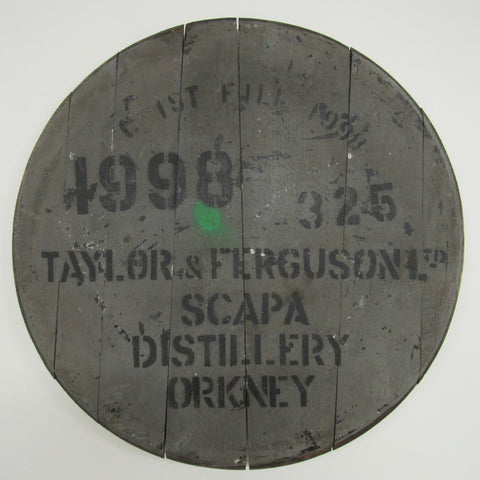 1ST FILL
1998 325
TAYLOR & FERGUSON LTD
SCAPA
DISTILLERY
ORKNEY